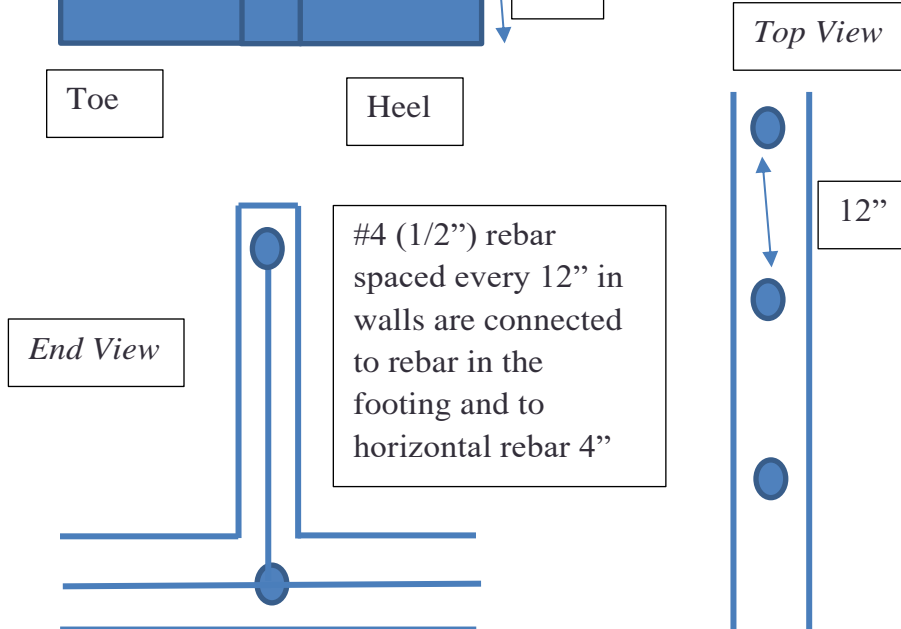 Top View
Toe
Heel
12”
#4 (1/2”) rebar
spaced every 12” in
walls are connected
to rebar in the
footing and to
horizontal rebar 4”
End View